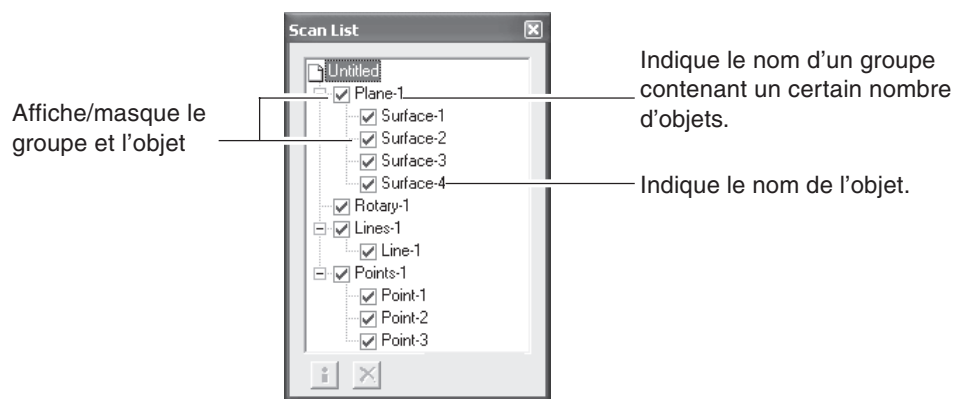 Scan List
Untitled
Plane-1
Surface-1
Surface-2
Surface-3
Surface-4
Rotary-1
Lines-1
Line-1
Points-1
Point-1
Point-2
Point-3
Affiche/masque le
groupe et l'objet
Indique le nom d'un groupe
contenant un certain nombre
d'objets.
Indique le nom de l'objet.